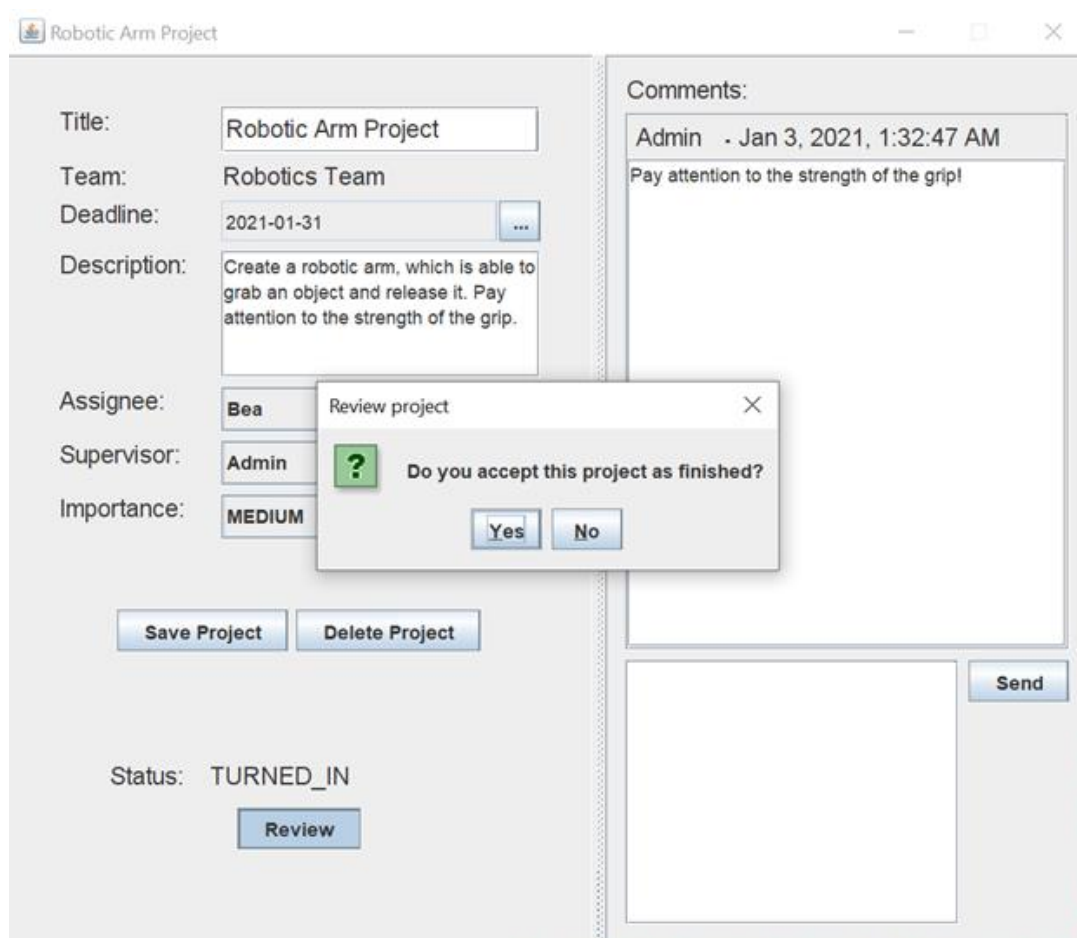 Robotic Arm Project
Title: Robotic Arm Project
Team: Robotics Team
Deadline: 2021-01-31 ...
Description: Create a robotic arm, which is able to
grab an object and release it. Pay
attention to the strength of the grip.
Assignee: Bea
Supervisor: Admin
Importance: MEDIUM
Save Project Delete Project
Status: TURNED_IN
Review
Comments:
Admin - Jan 3, 2021, 1:32:47 AM
Pay attention to the strength of the grip!
Send
Review project
? Do you accept this project as finished?
Yes No